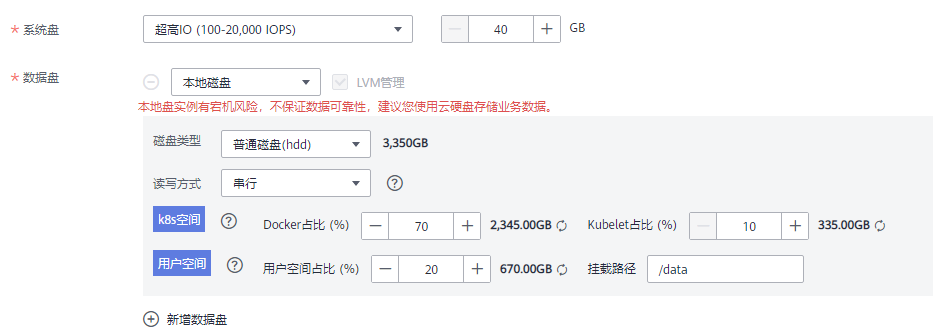 * 系统盘 超高IO (100-20,000 IOPS) 40 GB
* 数据盘 本地磁盘 LVM管理
本地盘实例有宕机风险，不保证数据可靠性，建议您使用云硬盘存储业务数据。
磁盘类型 普通磁盘(hdd) 3,350GB
读写方式 串行 ?
k8s空间 ? Docker占比 (%) — 70 + 2,345.00GB Kubelet占比 (%) — 10 + 335.00GB
用户空间 ? 用户空间占比 (%) — 20 + 670.00GB 挂载路径 /data
新增数据盘